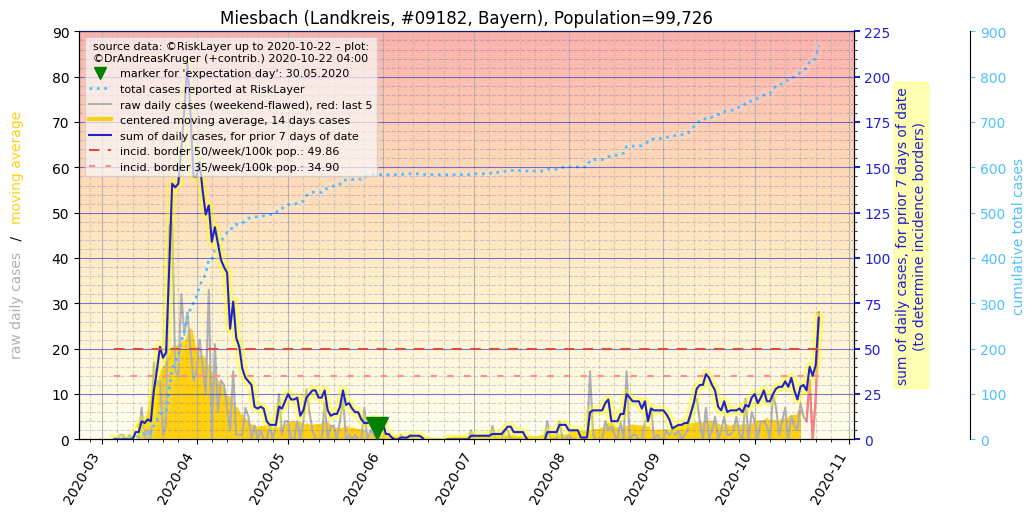 Miesbach (Landkreis, #09182, Bayern), Population=99,726
source data: ©RiskLayer up to 2020-10-22 – plot:
©DrAndreasKruger (+contrib.) 2020-10-22 04:00
marker for 'expectation day': 30.05.2020
total cases reported at RiskLayer
raw daily cases (weekend-flawed), red: last 5
centered moving average, 14 days cases
sum of daily cases, for prior 7 days of date
incid. border 50/week/100k pop.: 49.86
incid. border 35/week/100k pop.: 34.90
raw daily cases / moving average
90
80
70
60
50
40
30
20
10
0
225
200
175
150
125
100
75
50
25
0
sum of daily cases, for prior 7 days of date
(to determine incidence borders)
900
800
700
600
500
400
300
200
100
0
cumulative total cases
2020-03
2020-04
2020-05
2020-06
2020-07
2020-08
2020-09
2020-10
2020-11